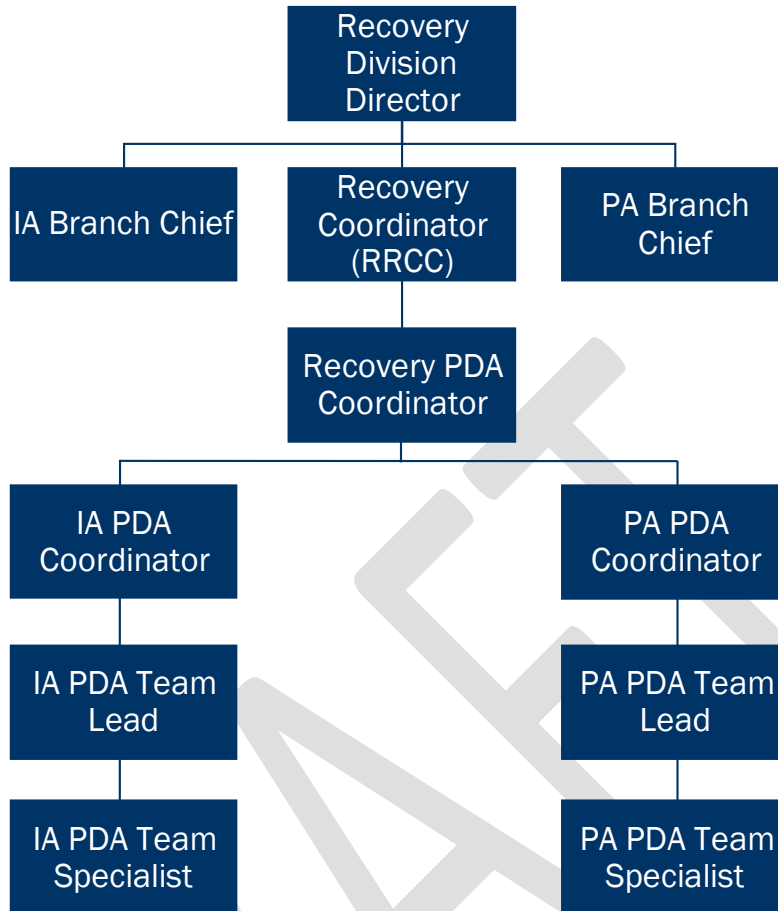 Recovery
Division
Director
IA Branch Chief
Recovery
Coordinator
(RRCC)
PA Branch
Chief
Recovery PDA
Coordinator
IA PDA
Coordinator
PA PDA
Coordinator
IA PDA Team
Lead
PA PDA Team
Lead
IA PDA Team
Specialist
PA PDA Team
Specialist